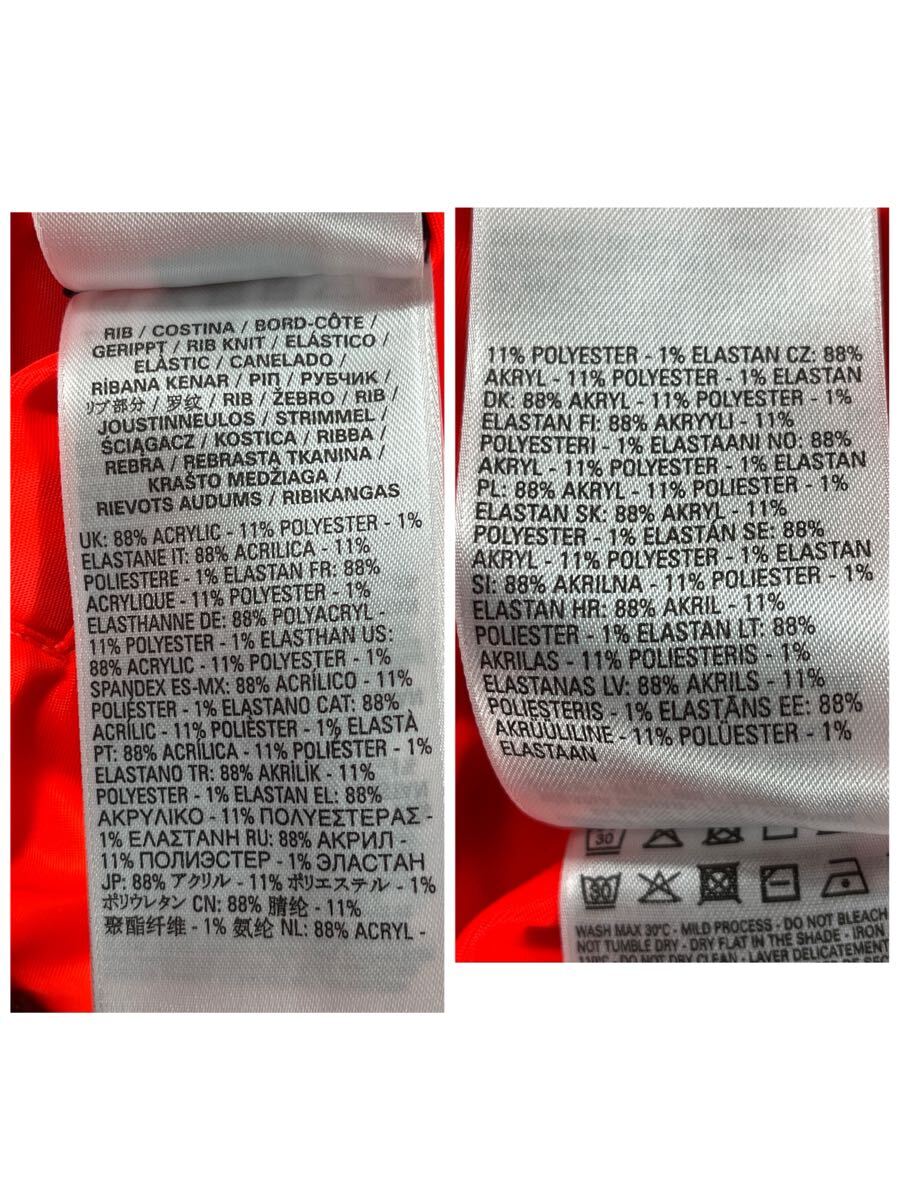 RIB / COSTINA / BORD-CÔTE /
GERIPPT / RIB KNIT / ELÁSTICO /
ELÀSTIC / CANELADO /
RİBANA KENAR / ΡΙΠ / РУБЧИК /
リブ部分 / 罗纹 / RIB / ŽEBRO / RIB /
JOUSTINNEULOS / STRIMMEL /
ŚCIĄGACZ / KOSTICA / RIBBA /
REBRA / REBRASTA TKANINA /
KRAŠTO MEDŽIAGA /
RIEVOTS AUDUMS / RIBIKANGAS
UK: 88% ACRYLIC - 11% POLYESTER - 1%
ELASTANE IT: 88% ACRILICA - 11%
POLIESTERE - 1% ELASTAN FR: 88%
ACRYLIQUE - 11% POLYESTER - 1%
ELASTHANNE DE: 88% POLYACRYL -
11% POLYESTER - 1% ELASTHAN US:
88% ACRYLIC - 11% POLYESTER - 1%
SPANDEX ES-MX: 88% ACRÍLICO - 11%
POLIÉSTER - 1% ELASTANO CAT: 88%
ACRÍLIC - 11% POLIÈSTER - 1% ELASTÀ
PT: 88% ACRÍLICA - 11% POLIÉSTER - 1%
ELASTANO TR: 88% AKRİLİK - 11%
POLYESTER - 1% ELASTAN EL: 88%
ΑΚΡΥΛΙΚΟ - 11% ΠΟΛΥΕΣΤΕΡΑΣ -
1% ΕΛΑΣΤΑΝΗ RU: 88% АКРИЛ -
11% ПОЛИЭСТЕР - 1% ЭЛАСТАН
JP: 88% アクリル - 11% ポリエステル - 1%
ポリウレタン CN: 88% 腈纶 - 11%
聚酯纤维 - 1% 氨纶 NL: 88% ACRYL -
11% POLYESTER - 1% ELASTAN CZ: 88%
AKRYL - 11% POLYESTER - 1% ELASTAN
DK: 88% AKRYL - 11% POLYESTER - 1%
ELASTAN FI: 88% AKRYYLI - 11%
POLYESTERI - 1% ELASTAANI NO: 88%
AKRYL - 11% POLYESTER - 1% ELASTAN
PL: 88% AKRYL - 11% POLIESTER - 1%
ELASTAN SK: 88% AKRYL - 11%
POLYESTER - 1% ELASTÁN SE: 88%
AKRYL - 11% POLYESTER - 1% ELASTAN
SI: 88% AKRILNA - 11% POLIESTER - 1%
ELASTAN HR: 88% AKRIL - 11%
POLIESTER - 1% ELASTAN LT: 88%
AKRILAS - 11% POLIESTERIS - 1%
ELASTANAS LV: 88% AKRILS - 11%
POLIESTERIS - 1% ELASTĀNS EE: 88%
AKRÜÜLILINE - 11% POLÜESTER - 1%
ELASTAAN
30
30
WASH MAX 30°C - MILD PROCESS - DO NOT BLEACH
NOT TUMBLE DRY - DRY FLAT IN THE SHADE - IRON
110°C - DO NOT DRY CLEAN - LAVER DELICATEMENT